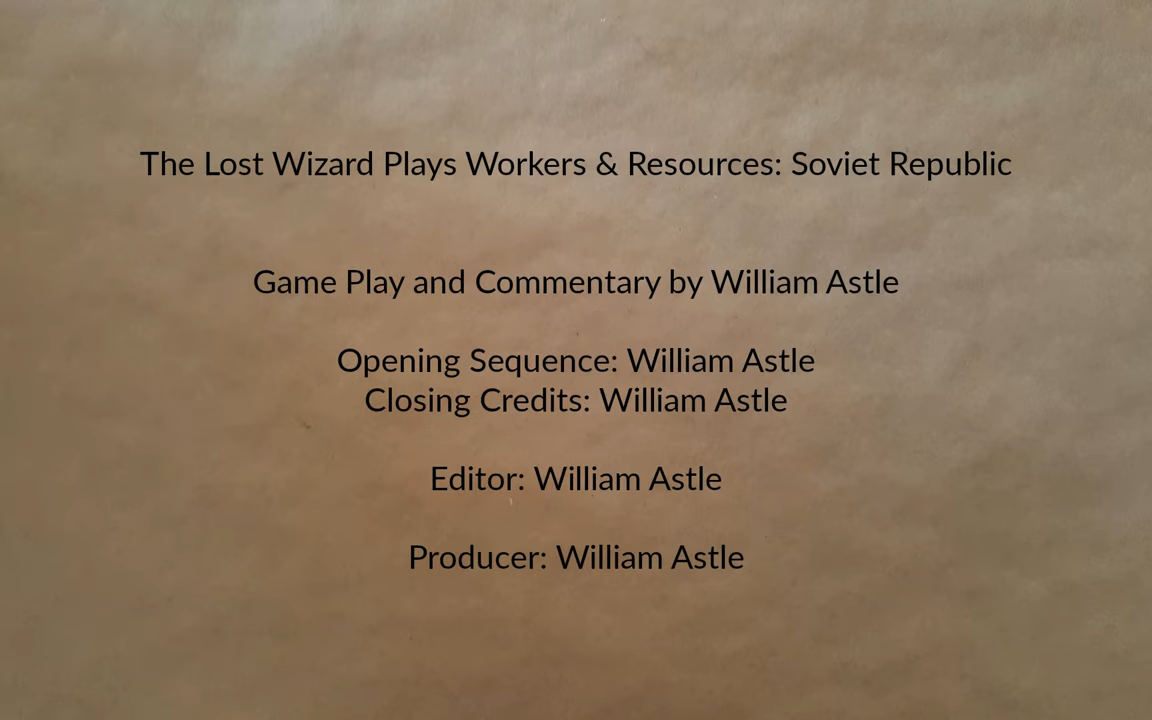 The Lost Wizard Plays Workers & Resources: Soviet Republic
Game Play and Commentary by William Astle
Opening Sequence: William Astle
Closing Credits: William Astle
Editor: William Astle
Producer: William Astle